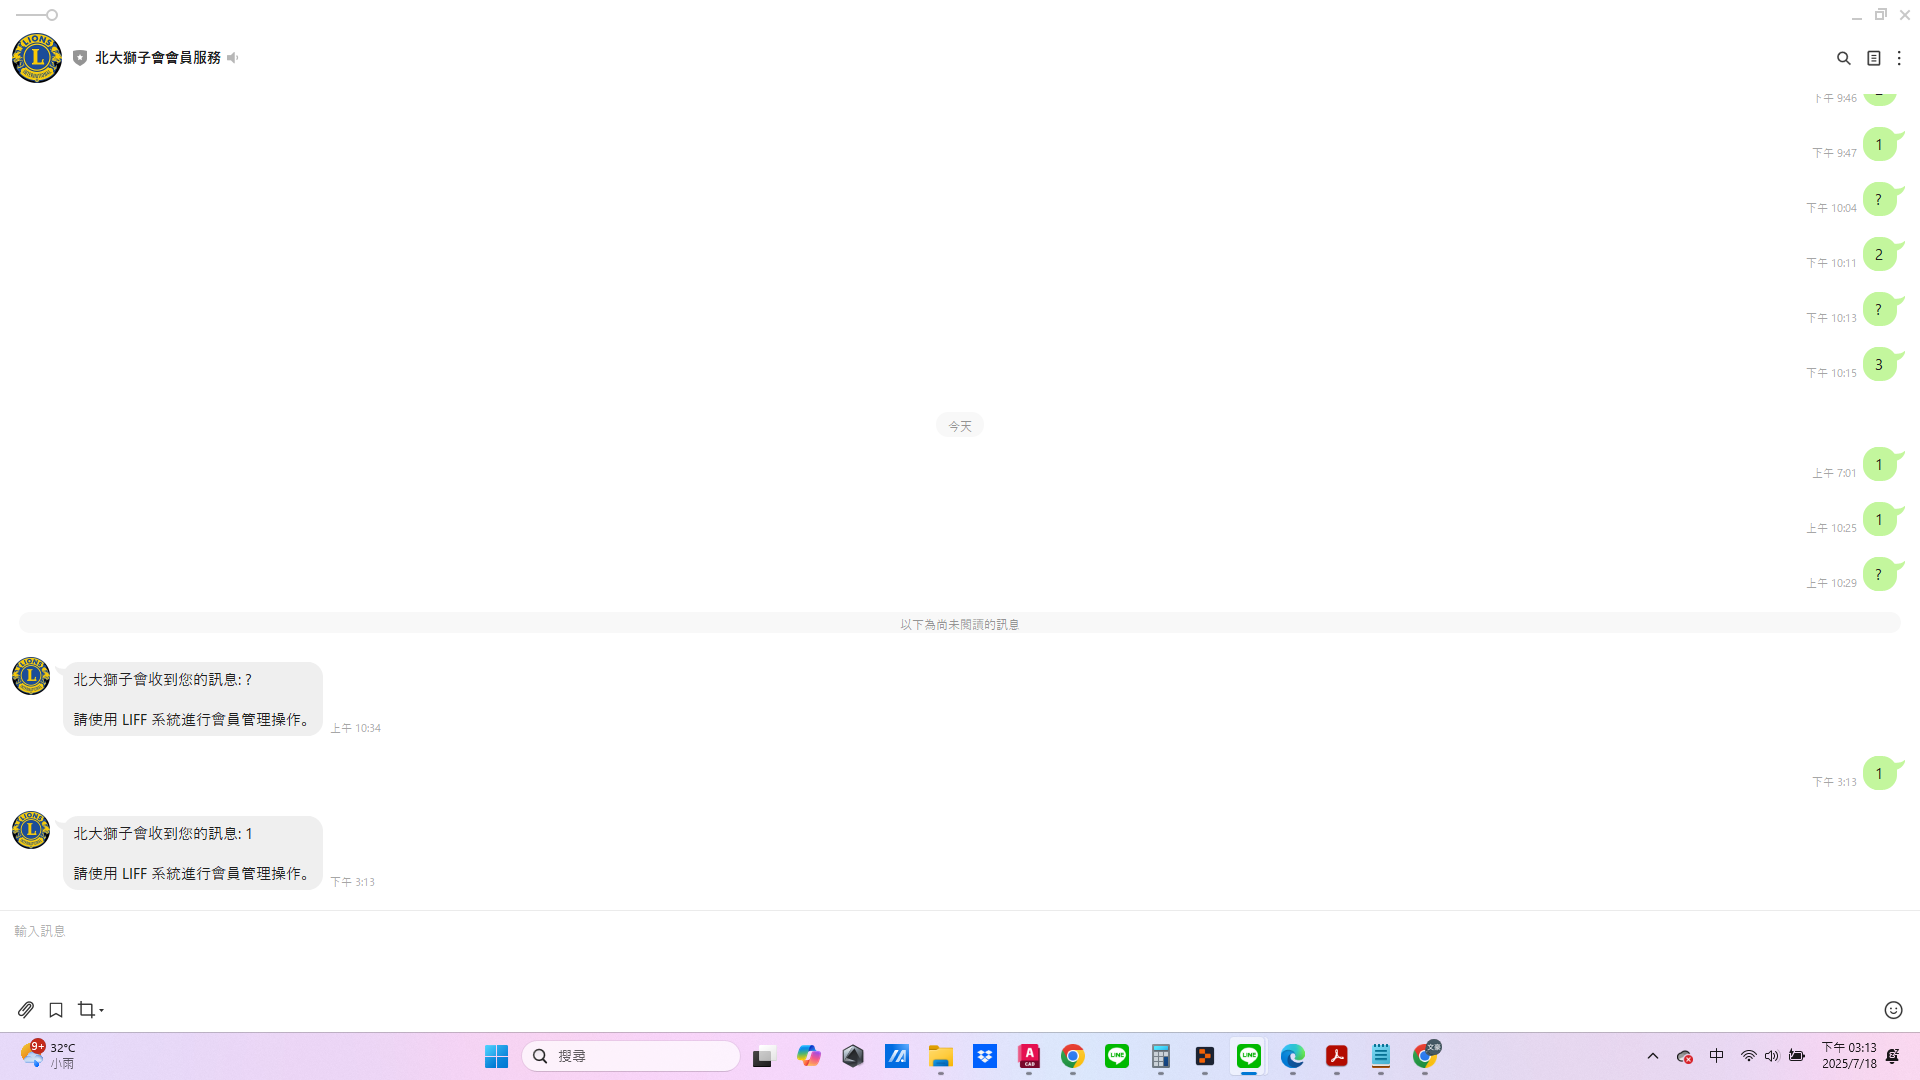 北大獅子會會員服務
下午 9:46
下午 9:47
1
下午 10:04
?
下午 10:11
2
下午 10:13
?
下午 10:15
3
今天
上午 7:01
1
上午 10:25
1
上午 10:29
?
以下為尚未閱讀的訊息
北大獅子會收到您的訊息: ?
請使用 LIFF 系統進行會員管理操作。
上午 10:34
下午 3:13
1
北大獅子會收到您的訊息: 1
請使用 LIFF 系統進行會員管理操作。
下午 3:13
輸入訊息
9+
32°C
小雨
搜尋
中
下午 03:13
2025/7/18